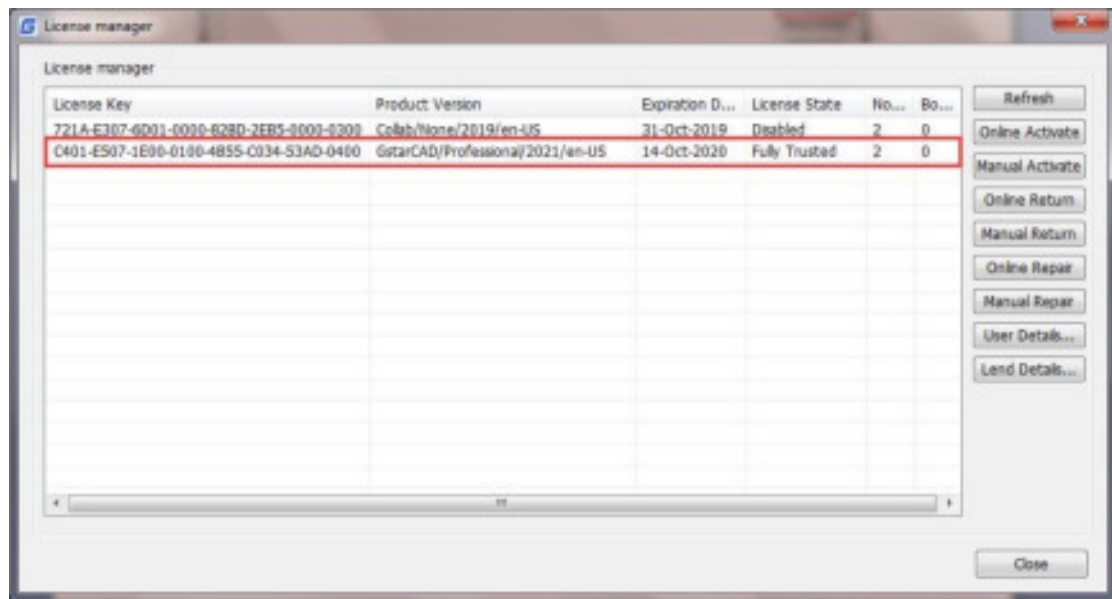 License manager
License manager
License Key Product Version Expiration D... License State No... Bo...
721A-E307-6D01-0000-828D-2EB5-0000-0300 Collab/None/2019/en-US 31-Oct-2019 Disabled 2 0
C401-E507-1E00-0100-4B55-C034-53AD-0400 GstarCAD/Professional/2021/en-US 14-Oct-2020 Fully Trusted 2 0
Refresh
Online Activate
Manual Activate
Online Return
Manual Return
Online Repair
Manual Repair
User Details...
Lend Details...
Close